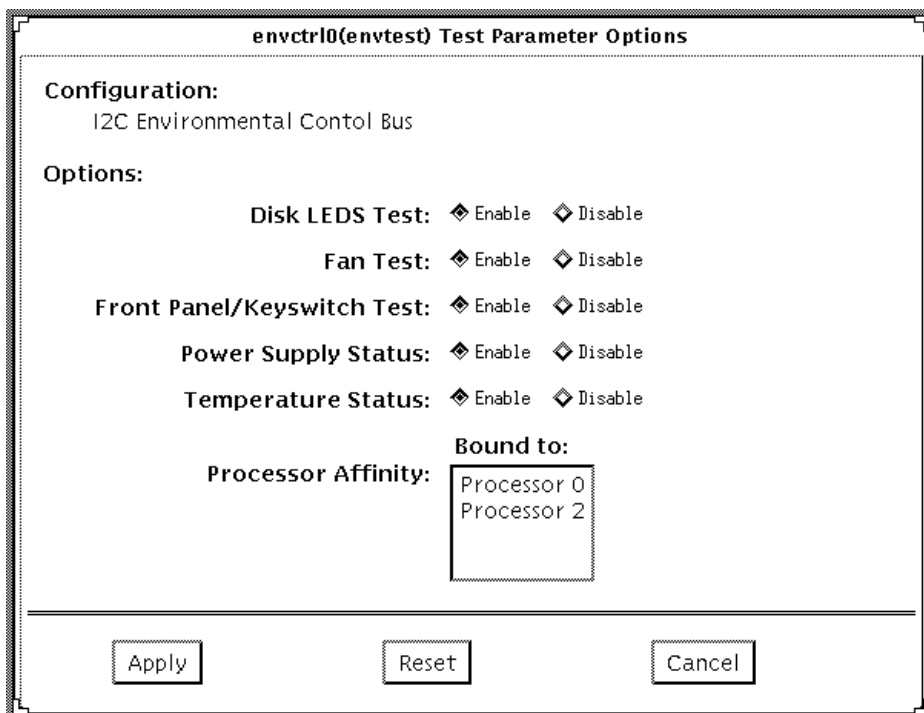 envctrl0(envtest) Test Parameter Options
Configuration:
I2C Environmental Contol Bus
Options:
Disk LEDS Test: Enable Disable
Fan Test: Enable Disable
Front Panel/Keyswitch Test: Enable Disable
Power Supply Status: Enable Disable
Temperature Status: Enable Disable
Bound to:
Processor Affinity:
Processor 0
Processor 2
Apply Reset Cancel